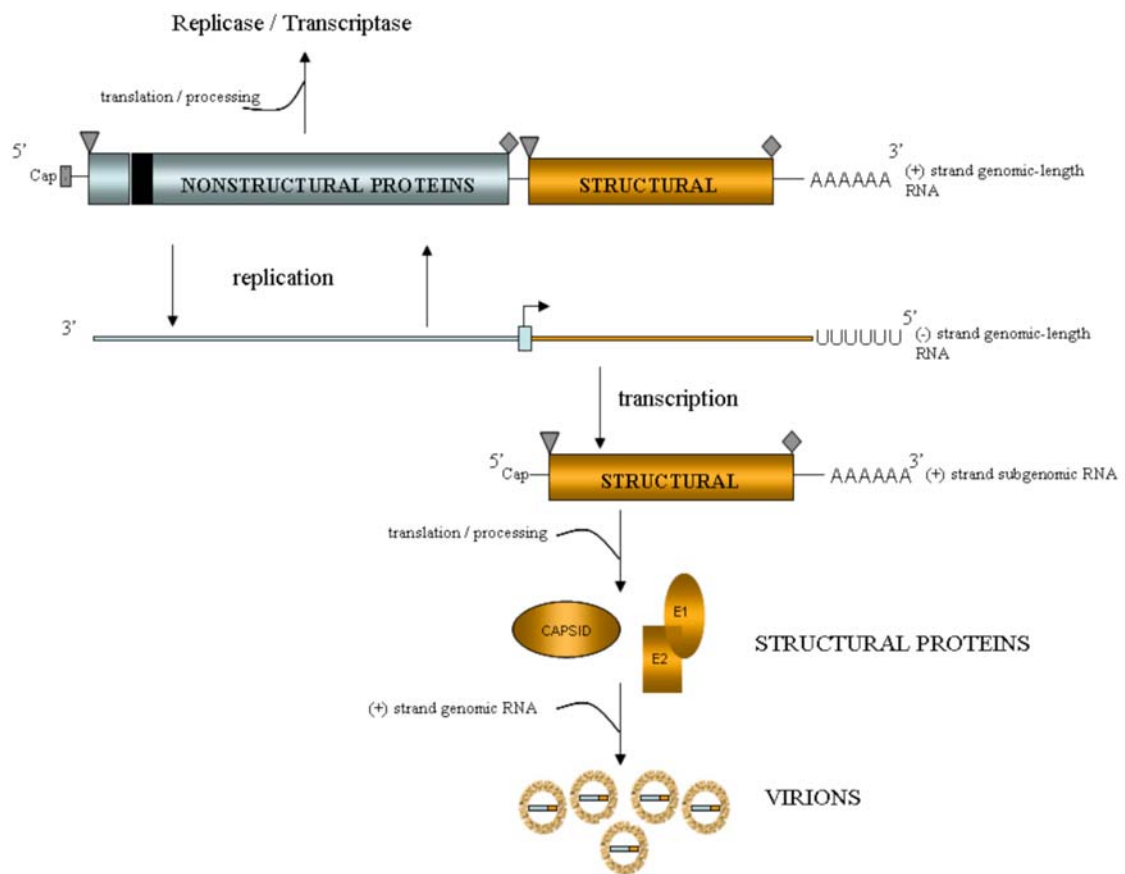 Replicase / Transcriptase
translation / processing
5’
3’
Cap
NONSTRUCTURAL PROTEINS
STRUCTURAL
AAAAAA
(+) strand genomic-length
RNA
replication
3’
5’
UUUUUU
(-) strand genomic-length
RNA
transcription
5’
Cap
STRUCTURAL
AAAAAA
3’
(+) strand subgenomic RNA
translation / processing
CAPSID
E1
E2
STRUCTURAL PROTEINS
(+) strand genomic RNA
VIRIONS